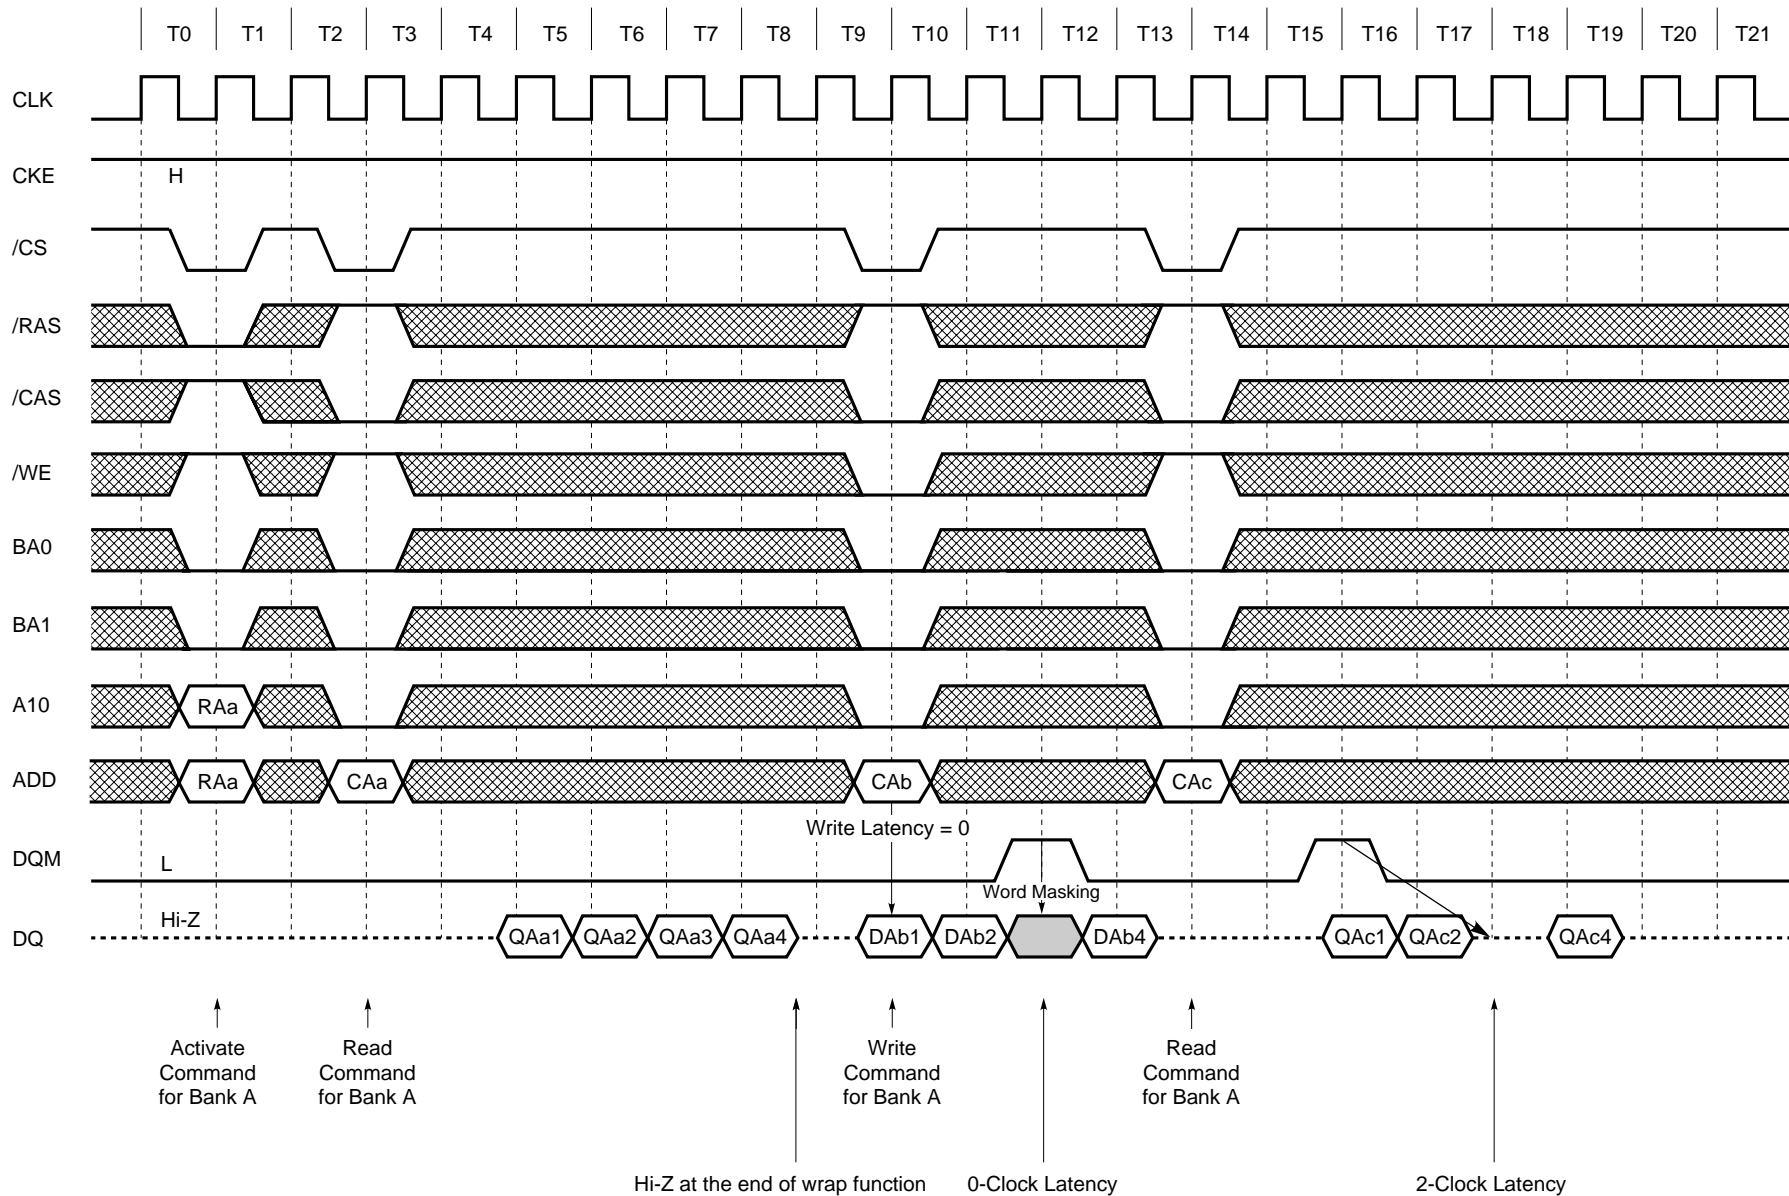 T0 T1 T2 T3 T4 T5 T6 T7 T8 T9 T10 T11 T12 T13 T14 T15 T16 T17 T18 T19 T20 T21
CLK
CKE H
/CS
/RAS
/CAS
/WE
BA0
BA1
A10 RAa
ADD RAa CAa CAb CAc
Write Latency = 0
DQM L
Word Masking
Hi-Z
DQ QAa1 QAa2 QAa3 QAa4 DAb1 DAb2 DAb4 QAc1 QAc2 QAc4
Activate
Command
for Bank A
Read
Command
for Bank A
Write
Command
for Bank A
Read
Command
for Bank A
Hi-Z at the end of wrap function
0-Clock Latency
2-Clock Latency